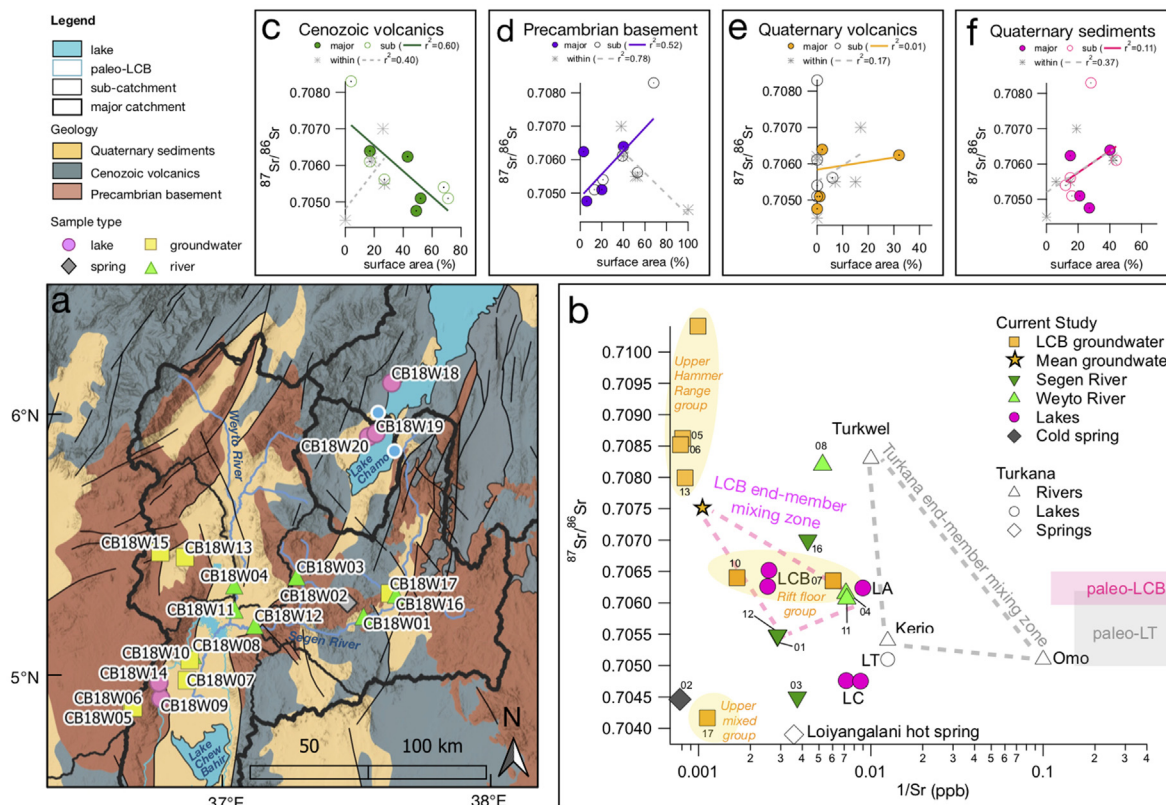 Legend
lake
paleo-LCB
sub-catchment
major catchment
Geology
Quaternary sediments
Cenozoic volcanics
Precambrian basement
Sample type
lake
groundwater
spring
river
c Cenozoic volcanics
major sub ( r²=0.60)
within ( r²=0.40)
⁸⁷Sr/⁸⁶Sr
0.7080
0.7070
0.7060
0.7050
0 20 40 60 80
surface area (%)
d Precambrian basement
major sub ( r²=0.52)
within ( r²=0.78)
⁸⁷Sr/⁸⁶Sr
0.7080
0.7070
0.7060
0.7050
0 20 40 60 80 100
surface area (%)
e Quaternary volcanics
major sub ( r²=0.01)
within ( r²=0.17)
⁸⁷Sr/⁸⁶Sr
0.7080
0.7070
0.7060
0.7050
0 10 20 30 40
surface area (%)
f Quaternary sediments
major sub ( r²=0.11)
within ( r²=0.37)
⁸⁷Sr/⁸⁶Sr
0.7080
0.7070
0.7060
0.7050
0 20 40 60
surface area (%)
a
6°N
5°N
37°E
38°E
CB18W18
CB18W19
CB18W20
Lake Chamo
Weyto River
CB18W15
CB18W13
CB18W04
CB18W03
CB18W17
CB18W02
CB18W16
CB18W11
CB18W12
CB18W01
Segen River
CB18W10
CB18W08
CB18W14
CB18W07
CB18W06
CB18W09
CB18W05
Lake Chew Bahir
N
50
100 km
b
⁸⁷Sr/⁸⁶Sr
0.7100
0.7095
0.7090
0.7085
0.7080
0.7075
0.7070
0.7065
0.7060
0.7055
0.7050
0.7045
0.7040
Upper
Hammer
Range
group
05
06
13
08
Turkwel
LCB end-member
mixing zone
Turkana end-member mixing zone
16
10
LCB
07
LA
Rift floor
group
04
11
12
01
Kerio
LT
Omo
02
03
LC
17
Upper
mixed
group
Loiyangalani hot spring
paleo-LCB
paleo-LT
Current Study
LCB groundwater
Mean groundwate
Segen River
Weyto River
Lakes
Cold spring
Turkana
Rivers
Lakes
Springs
0.001 2 3 4 5 6 7 0.01 2 3 4 5 6 7 0.1 2 3 4
1/Sr (ppb)